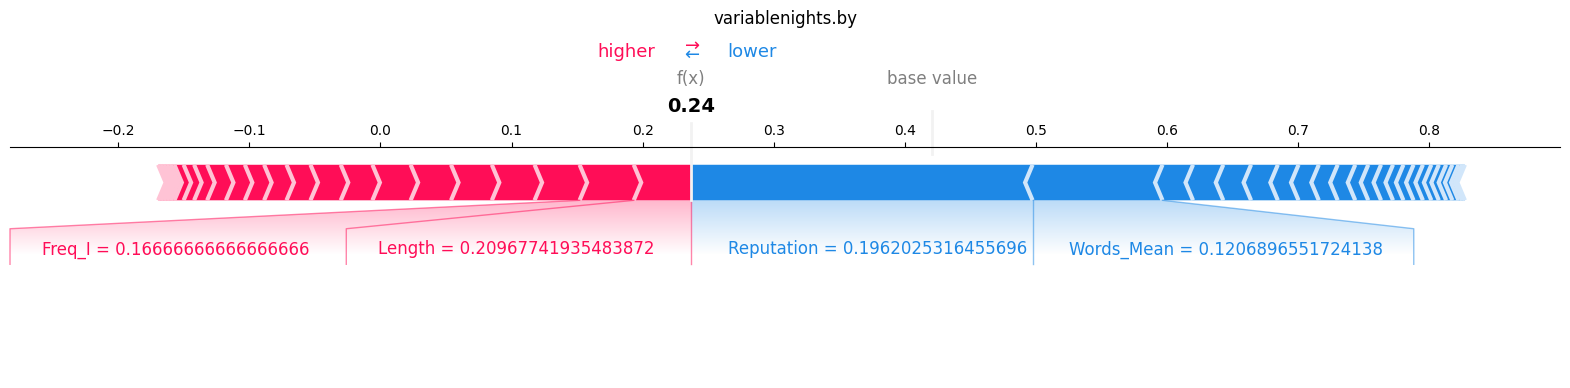 variablenights.by
higher → ← lower
f(x) base value
0.24
−0.2 −0.1 0.0 0.1 0.2 0.3 0.4 0.5 0.6 0.7 0.8
Freq_I = 0.16666666666666666 Length = 0.20967741935483872 Reputation = 0.1962025316455696 Words_Mean = 0.1206896551724138